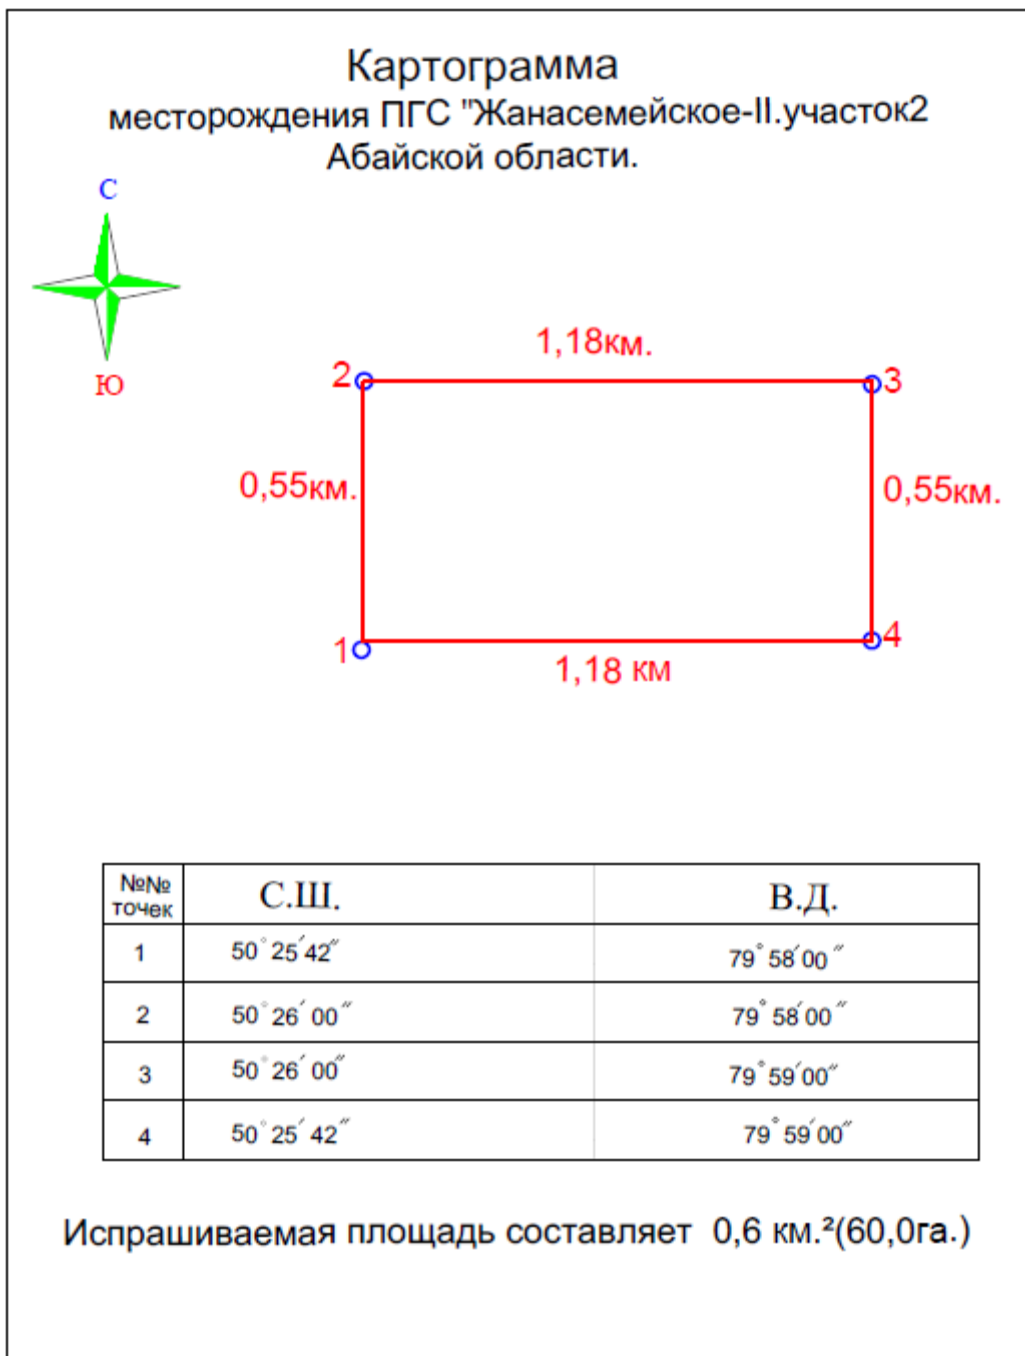 Картограмма
месторождения ПГС "Жанасемейское-II.участок2
Абайской области.
С
Ю
1,18км.
2
3
0,55км.
0,55км.
1
4
1,18 км
№№ точек С.Ш. В.Д.
1 50° 25′ 42″ 79° 58′ 00″
2 50° 26′ 00″ 79° 58′ 00″
3 50° 26′ 00″ 79° 59′ 00″
4 50° 25′ 42″ 79° 59′ 00″
Испрашиваемая площадь составляет 0,6 км.²(60,0га.)